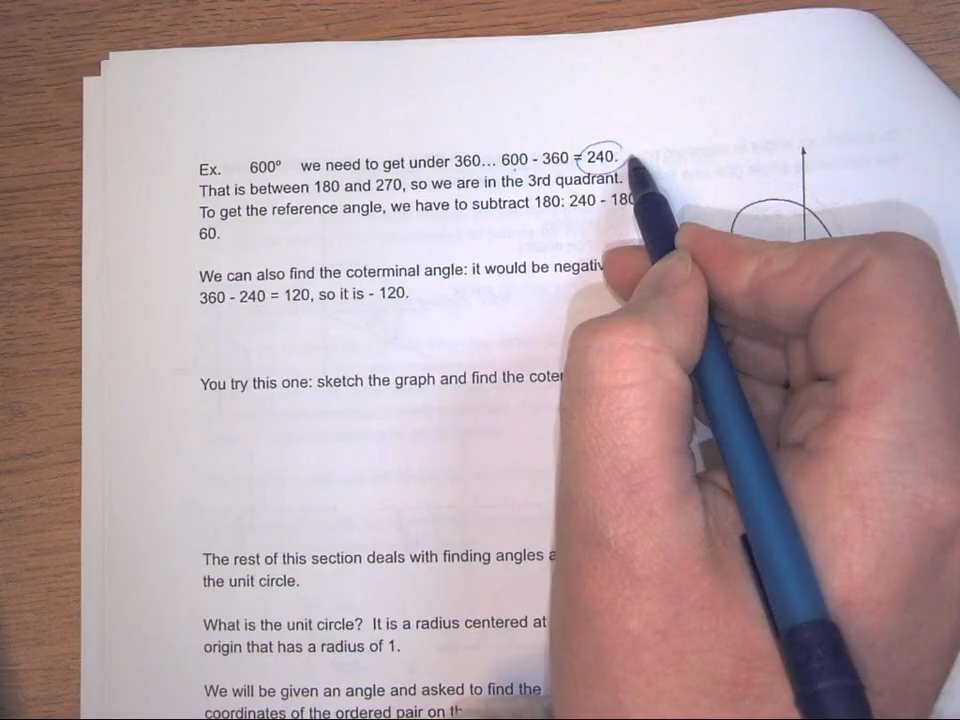 Ex. 600º we need to get under 360... 600 - 360 = 240.
That is between 180 and 270, so we are in the 3rd quadrant.
To get the reference angle, we have to subtract 180: 240 - 180
60.
We can also find the coterminal angle: it would be
360 - 240 = 120, so it is - 120.
You try this one: sketch the graph and find the
The rest of this section deals with finding angles
the unit circle.
What is the unit circle? It is a radius centered at
origin that has a radius of 1.
We will be given an angle and asked to find the
coordinates of the ordered pair on